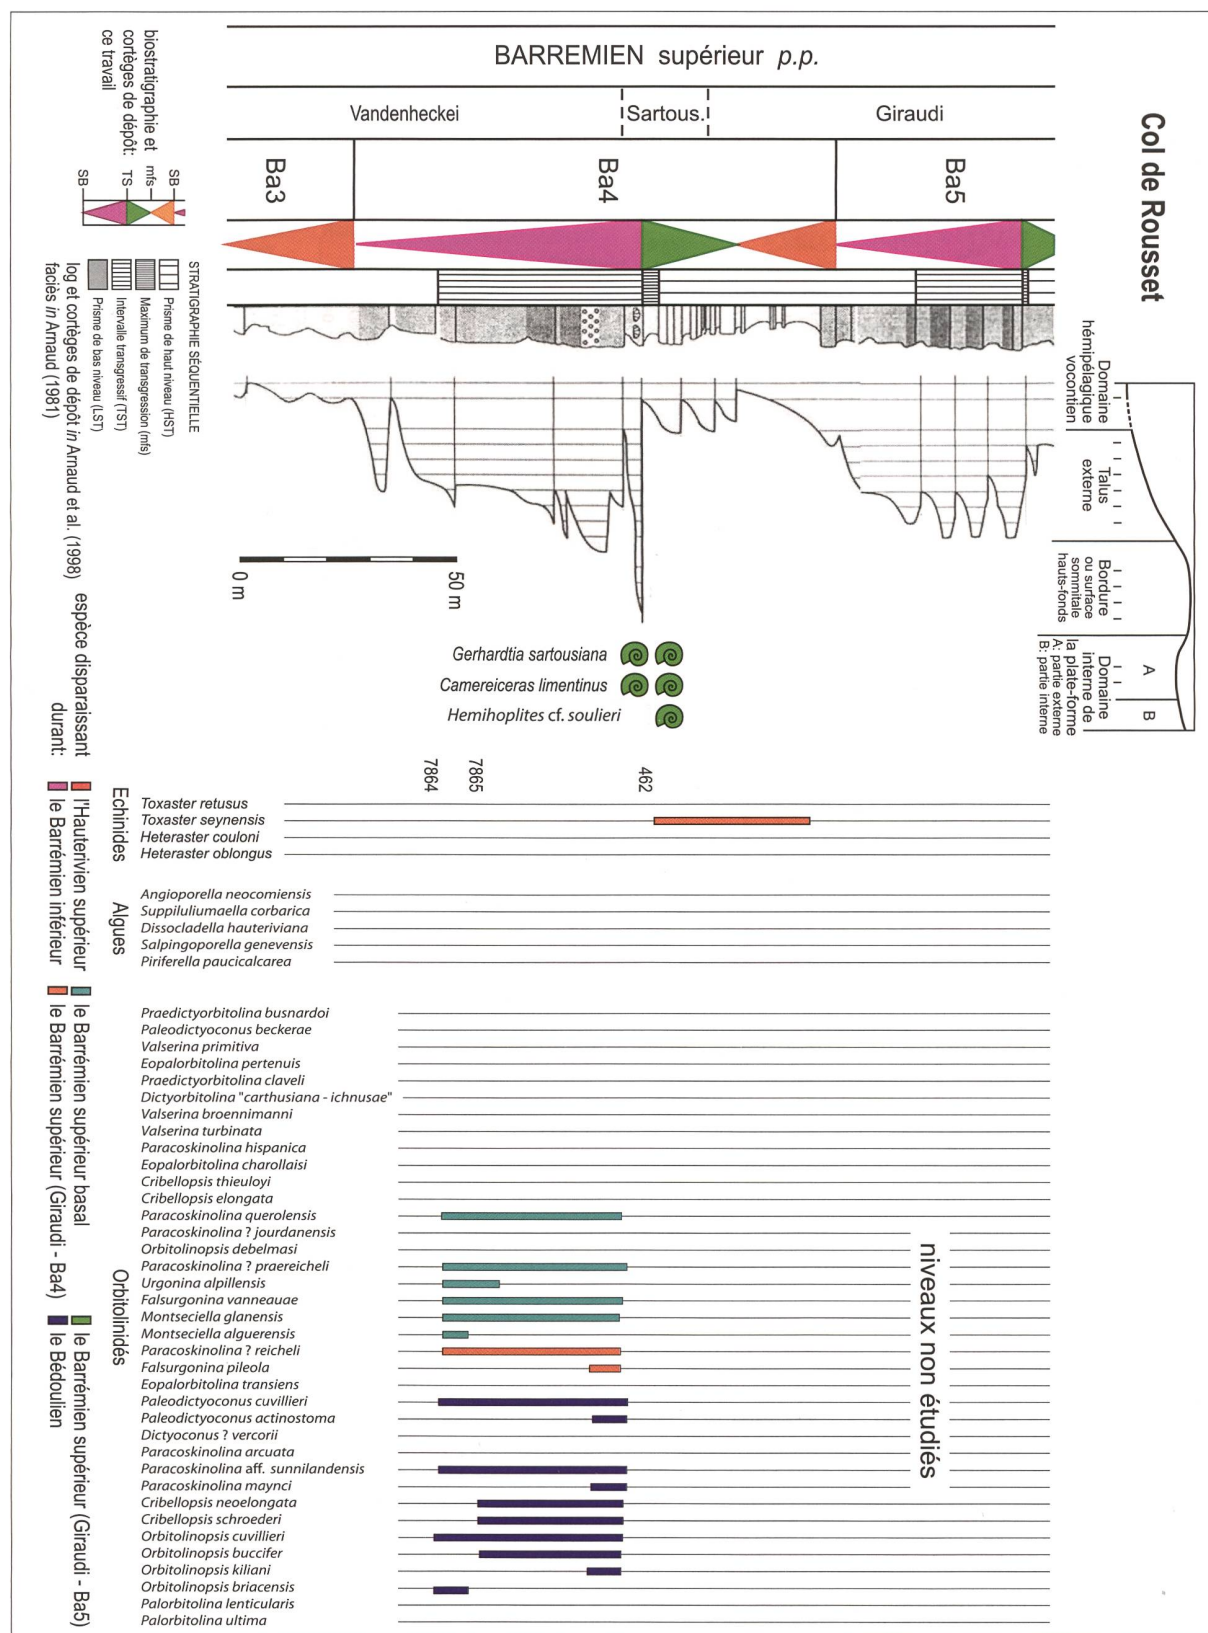 Col de Rousset
BARREMIEN supérieur p.p.
Vandenheckei
Sartous.
Giraudi
Ba3
Ba4
Ba5
biostratigraphie et
cortèges de dépôt:
ce travail
SB
mfs
TS
SB
STRATIGRAPHIE SÉQUENTIELLE
Prisme de haut niveau (HST)
Maximum de transgression (mfs)
Intervalle transgressif (TST)
Prisme de bas niveau (LST)
log et cortèges de dépôt in Arnaud et al. (1998)
faciès in Arnaud (1981)
Domaine
hémipélagique
vocontien
Talus
externe
Bordure
ou surface
sommitale
hauts-fonds
Domaine
interne de
la plate-forme
A: partie externe
B: partie interne
A
B
0 m
50 m
Gerhardtia sartousiana
Camereiceras limentinus
Hemihoplites cf. soulieri
7864
7865
462
espèce disparaissant
durant:
l'Hauterivien supérieur
le Barrémien inférieur
le Barrémien supérieur basal
le Barrémien supérieur (Giraudi - Ba4)
le Barrémien supérieur (Giraudi - Ba5)
le Bédoulien
Echinides
Toxaster retusus
Toxaster seynensis
Heteraster couloni
Heteraster oblongus
Algues
Angioporella neocomiensis
Suppiluliumaella corbarica
Dissocladella hauteriviana
Salpingoporella genevensis
Piriferella paucicalcarea
Orbitolinidés
Praedictyorbitolina busnardoi
Paleodictyoconus beckerae
Valserina primitiva
Eopalorbitolina pertenuis
Praedictyorbitolina claveli
Dictyorbitolina "carthusiana - ichnusae"
Valserina broennimanni
Valserina turbinata
Paracoskinolina hispanica
Eopalorbitolina charollaisi
Cribellopsis thieuloyi
Cribellopsis elongata
Paracoskinolina querolensis
Paracoskinolina ? jourdanensis
Orbitolinopsis debelmasi
Paracoskinolina ? praereicheli
Urgonina alpillensis
Falsurgonina vanneauae
Montseciella glanensis
Montseciella alguerensis
Paracoskinolina ? reicheli
Falsurgonina pileola
Eopalorbitolina transiens
Paleodictyoconus cuvillieri
Paleodictyoconus actinostoma
Dictyoconus ? vercorii
Paracoskinolina arcuata
Paracoskinolina aff. sunnilandensis
Paracoskinolina maynci
Cribellopsis neoelongata
Cribellopsis schroederi
Orbitolinopsis cuvillieri
Orbitolinopsis buccifer
Orbitolinopsis kiliani
Orbitolinopsis briacensis
Palorbitolina lenticularis
Palorbitolina ultima
niveaux non étudiés